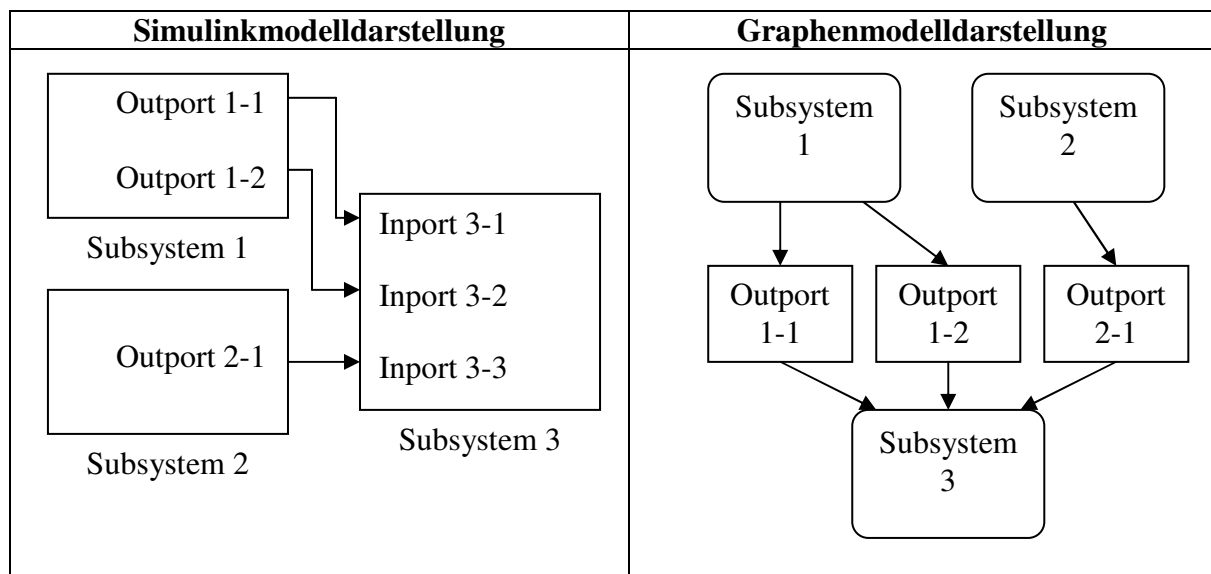 Simulinkmodelldarstellung
Outport 1-1
Outport 1-2
Subsystem 1
Outport 2-1
Subsystem 2
Inport 3-1
Inport 3-2
Inport 3-3
Subsystem 3
Graphenmodelldarstellung
Subsystem
1
Subsystem
2
Outport
1-1
Outport
1-2
Outport
2-1
Subsystem
3